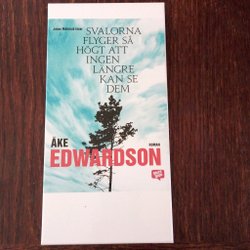 SVALORNA
FLYGER SÅ
HÖGT ATT
INGEN
LÄNGRE
KAN SE
DEM
ÅKE
ROMAN
EDWARDSON